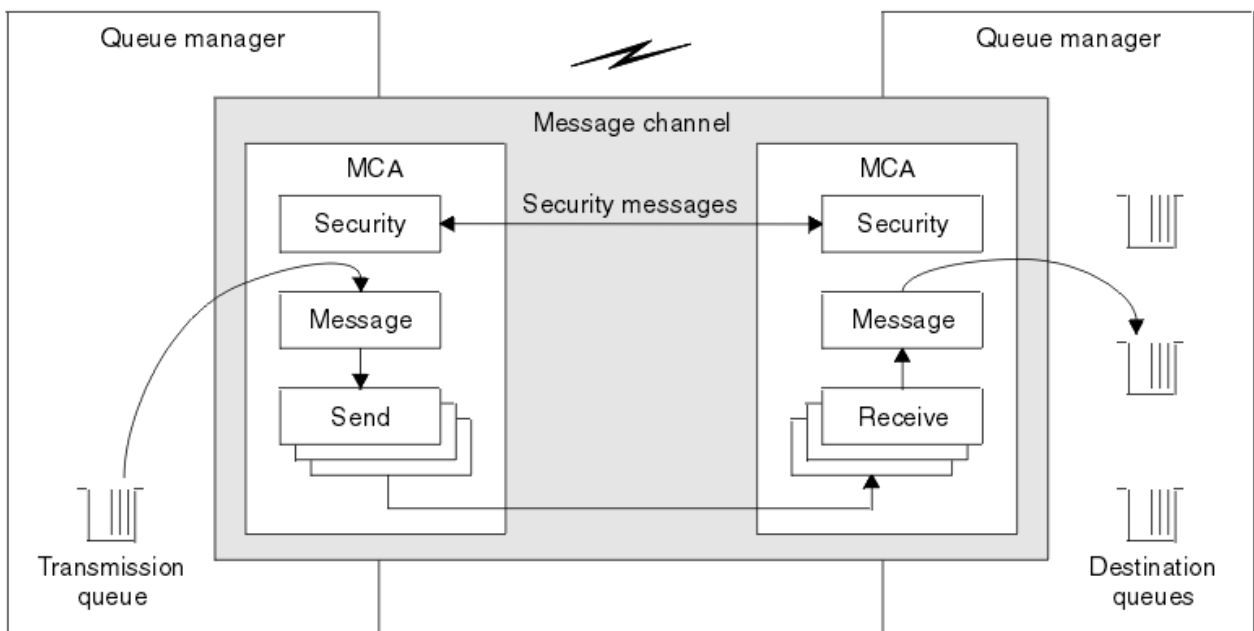 Queue manager
Queue manager
Message channel
MCA
MCA
Security
Security messages
Security
Message
Message
Send
Receive
Transmission
queue
Destination
queues